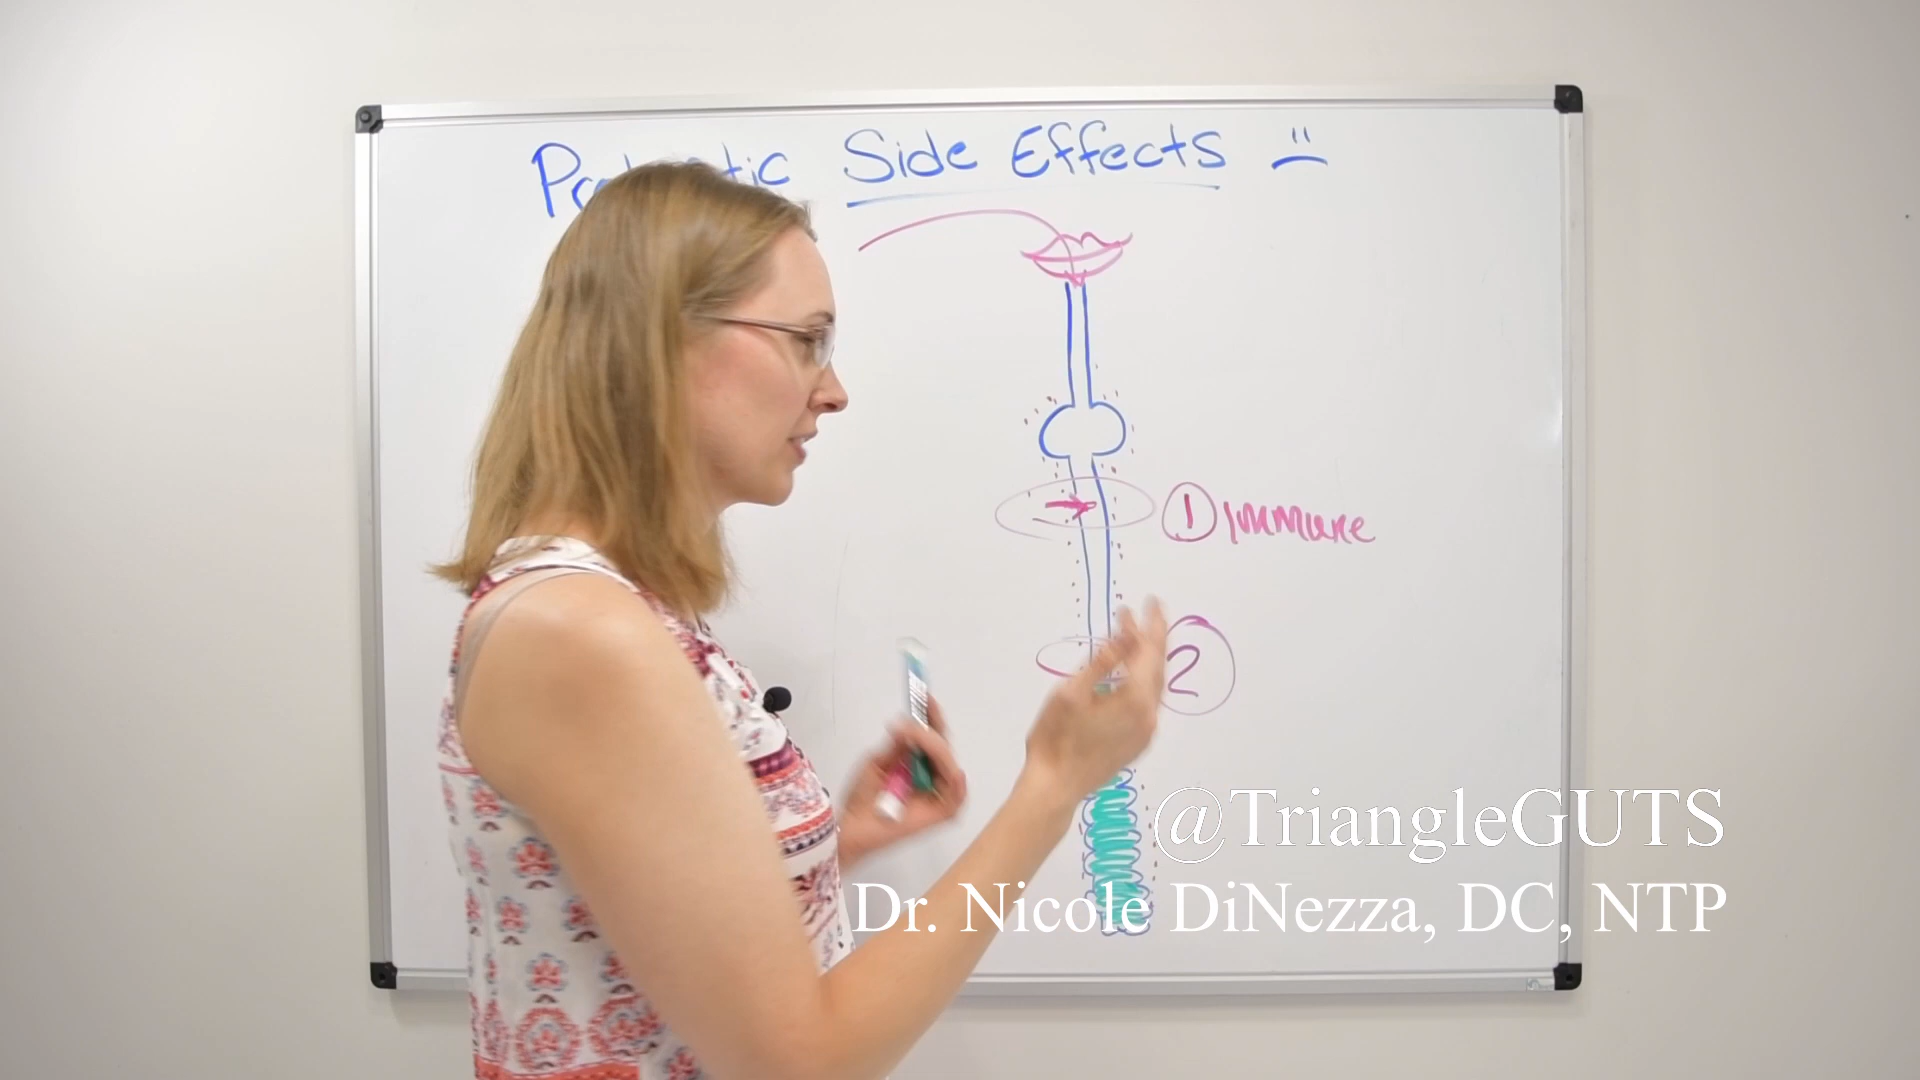 Side Effects
① immune
②
@TriangleGUTS
Dr. Nicole DiNezza, DC, NTP